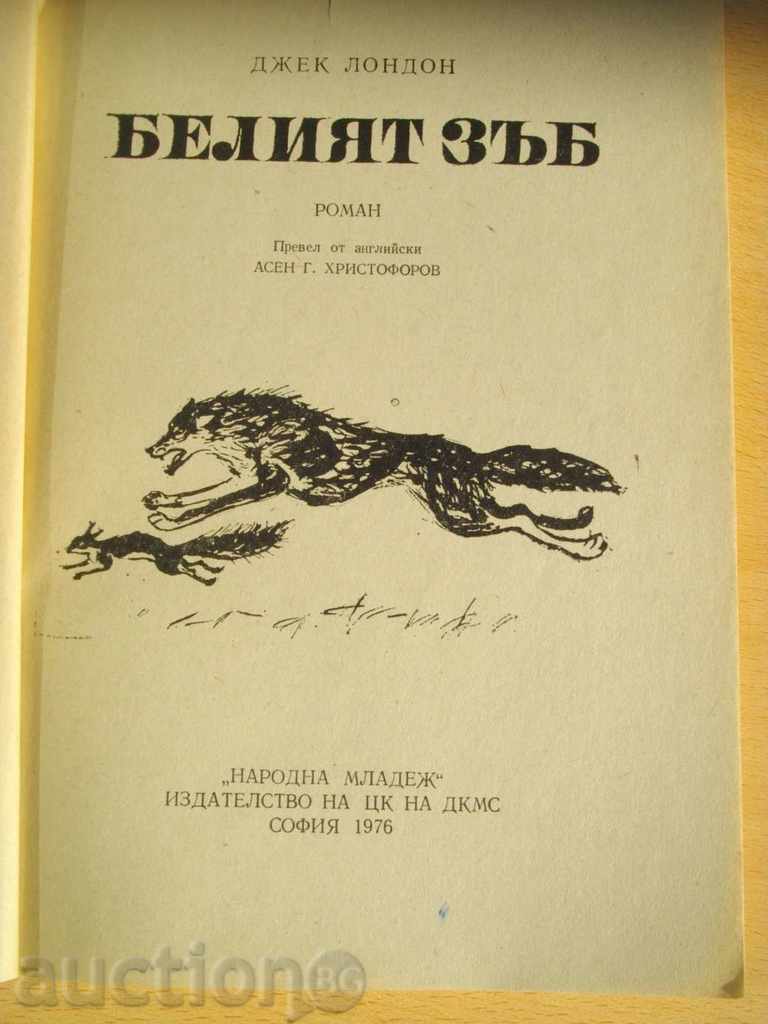 ДЖЕК ЛОНДОН
БЕЛИЯТ ЗЪБ
РОМАН
Превел от английски
АСЕН Г. ХРИСТОФОРОВ
„НАРОДНА МЛАДЕЖ“
ИЗДАТЕЛСТВО НА ЦК НА ДКМС
СОФИЯ 1976
auction BG